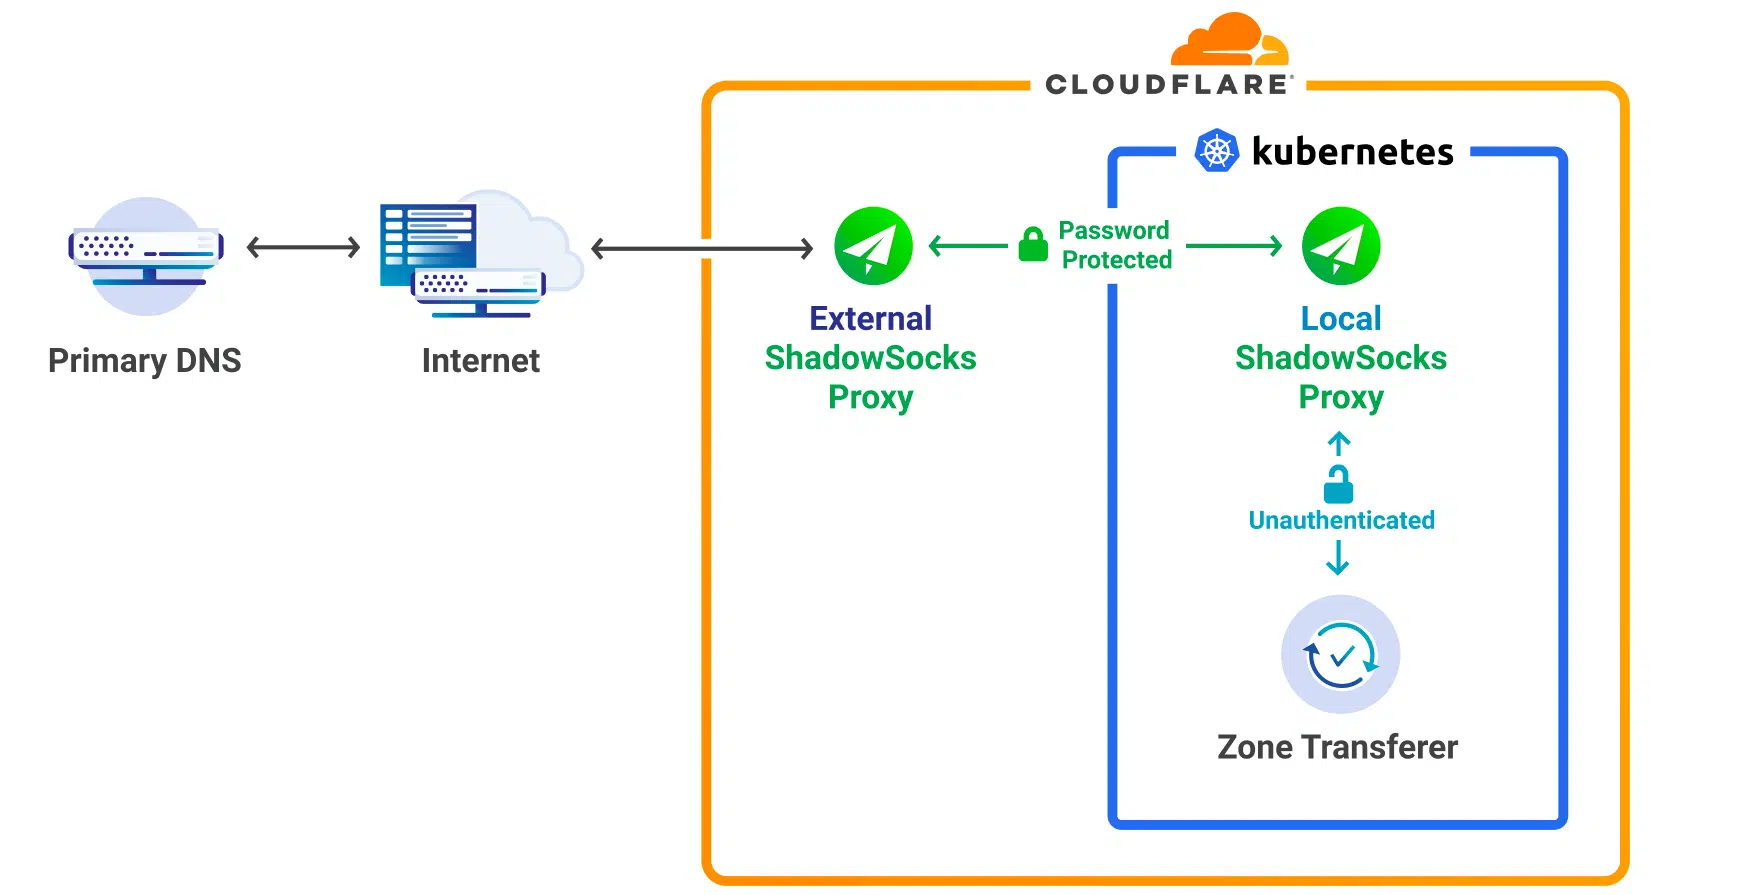 CLOUDFLARE®
kubernetes
Password
Protected
External
ShadowSocks
Proxy
Local
ShadowSocks
Proxy
Primary DNS
Internet
Unauthenticated
Zone Transferer